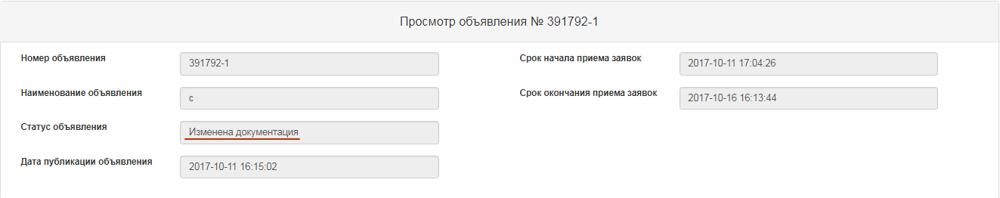 Просмотр объявления № 391792-1
Номер объявления
391792-1
Наименование объявления
с
Статус объявления
Изменена документация
Дата публикации объявления
2017-10-11 16:15:02
Срок начала приема заявок
2017-10-11 17:04:26
Срок окончания приема заявок
2017-10-16 16:13:44